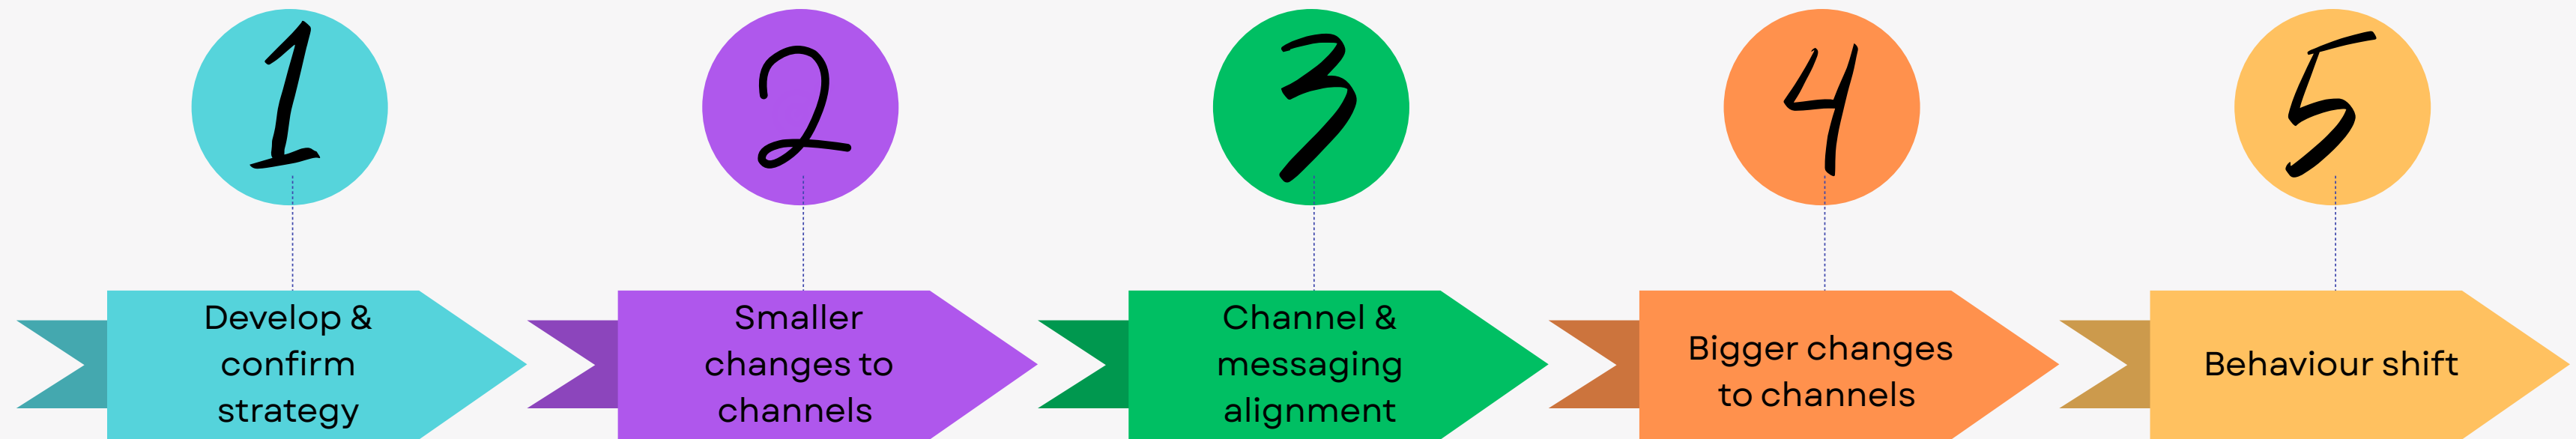 1
2
3
4
5
Develop &
confirm
strategy
Smaller
changes to
channels
Channel &
messaging
alignment
Bigger changes
to channels
Behaviour shift